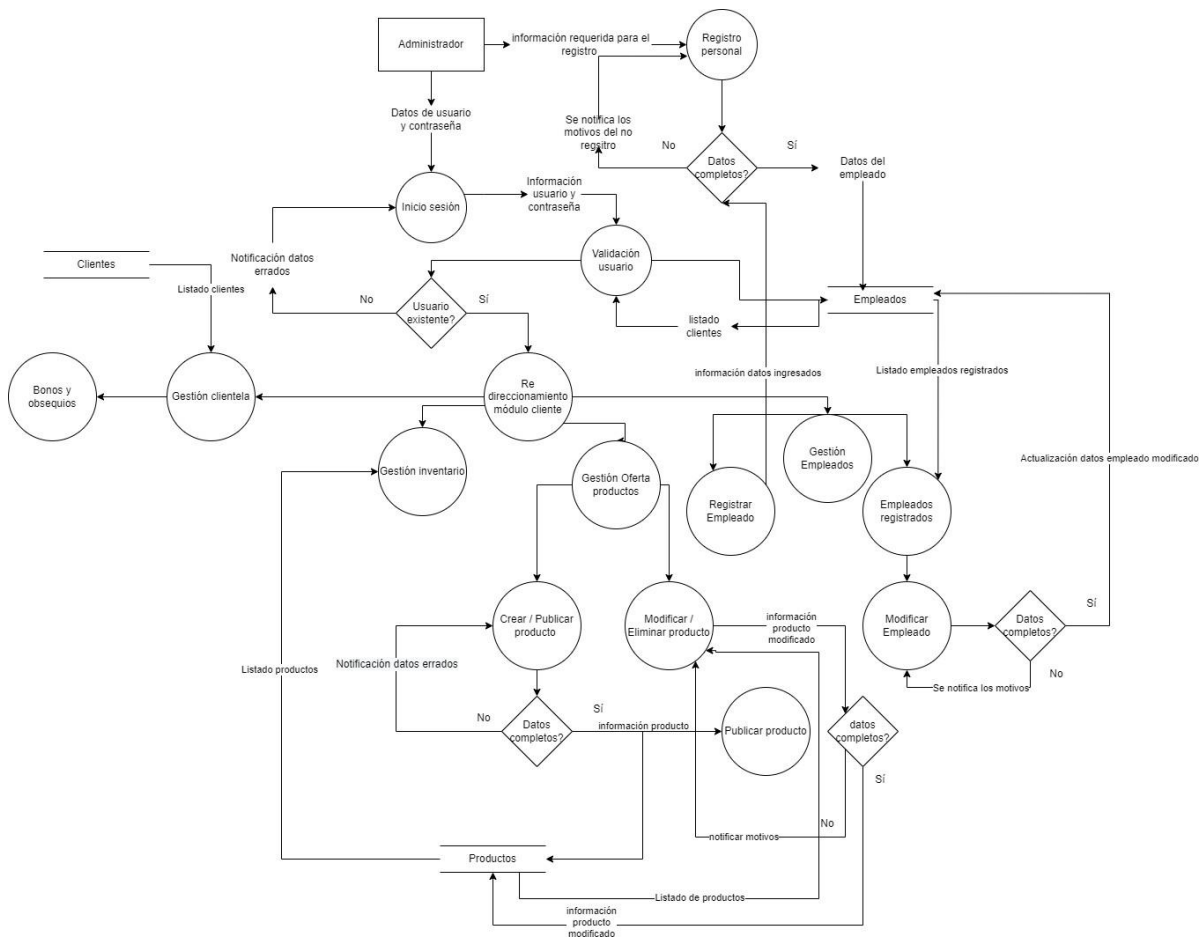 Administrador
información requerida para el
registro
Registro
personal
Datos de usuario
y contraseña
Se notifica los
motivos del no
regsitro
No
Datos
completos?
Sí
Datos del
empleado
Inicio sesión
Información
usuario y
contraseña
Clientes
Notificación datos
errados
Validación
usuario
Listado clientes
No
Usuario
existente?
Sí
listado
clientes
Empleados
Bonos y
obsequios
Gestión clientela
Re
direccionamiento
módulo cliente
información datos ingresados
Listado empleados registrados
Gestión inventario
Gestión Oferta
productos
Gestión
Empleados
Actualización datos empleado modificado
Registrar
Empleado
Empleados
registrados
Crear / Publicar
producto
Modificar /
Eliminar producto
información
producto
modificado
Modificar
Empleado
Datos
completos?
Sí
Listado productos
Notificación datos errados
No
Se notifica los motivos
No
Datos
completos?
Sí
información producto
Publicar producto
datos
completos?
Sí
No
notificar motivos
Productos
Listado de productos
información
producto
modificado